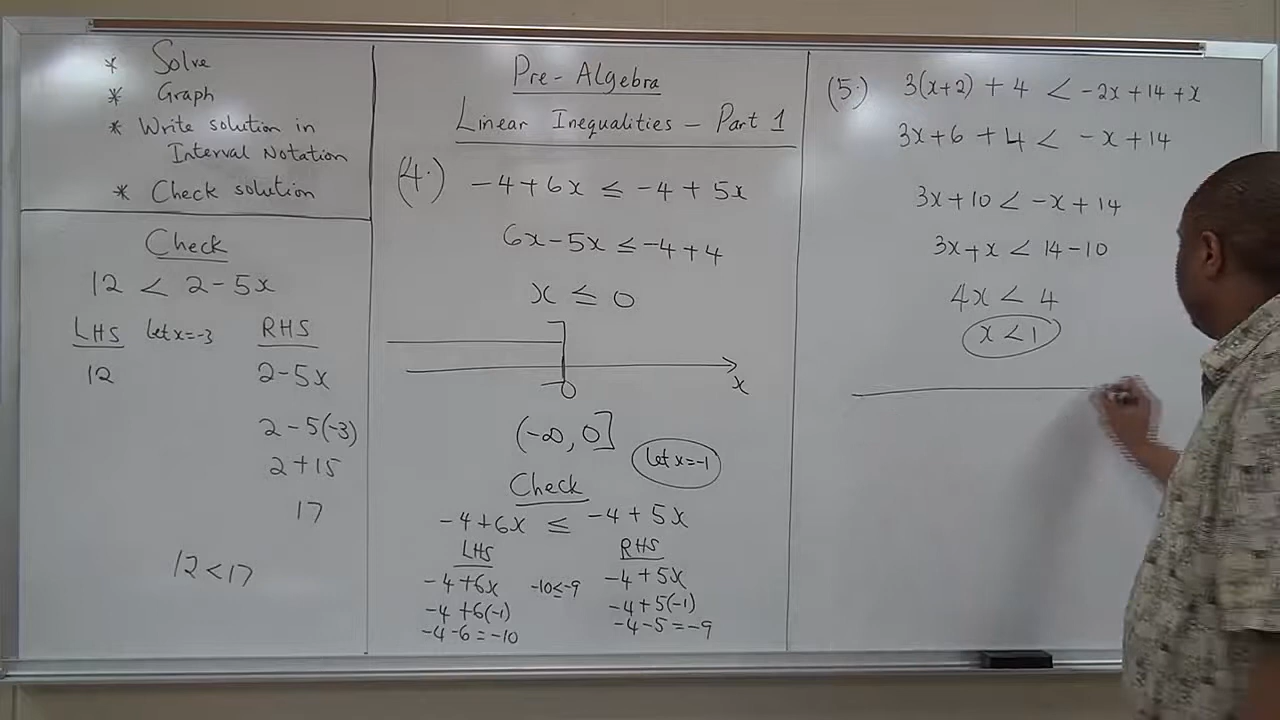 * Solve
* Graph
* Write solution in
Interval Notation
* Check solution
Check
12 < 2-5x
LHS let x=-3 RHS
12 2-5x
2-5(-3)
2+15
17
12<17
Pre-Algebra
Linear Inequalities - Part 1
(4.) -4+6x ≤ -4+5x
6x-5x ≤ -4+4
x ≤ 0
x
0
(-∞, 0]
let x=-1
Check
-4+6x ≤ -4+5x
LHS RHS
-4+6x -10≤-9 -4+5x
-4+6(-1) -4+5(-1)
-4-6=-10 -4-5=-9
(5.) 3(x+2)+4 < -2x+14+x
3x+6+4 < -x+14
3x+10 < -x+14
3x+x < 14-10
4x < 4
x < 1